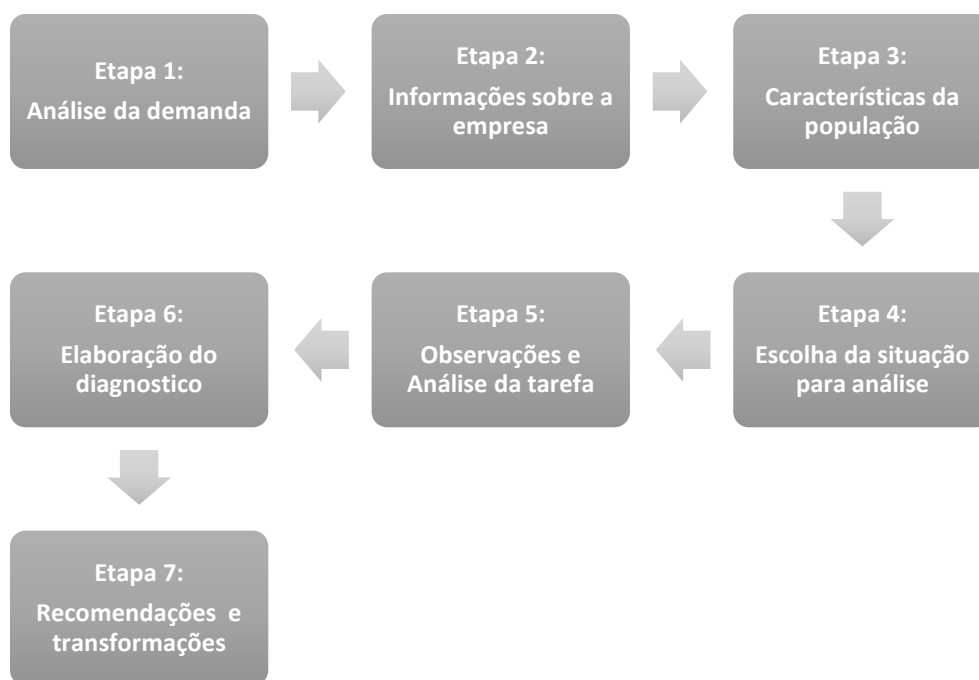 Etapa 1:
Análise da demanda
Etapa 2:
Informações sobre a
empresa
Etapa 3:
Características da
população
Etapa 4:
Escolha da situação
para análise
Etapa 5:
Observações e
Análise da tarefa
Etapa 6:
Elaboração do
diagnostico
Etapa 7:
Recomendações e
transformações